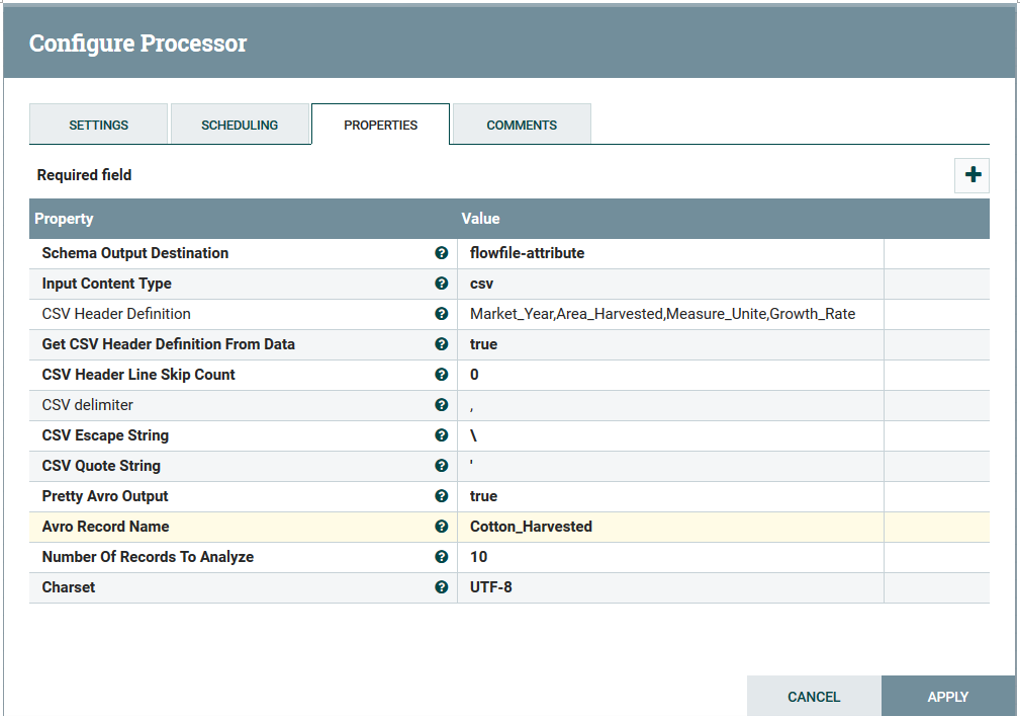 Configure Processor
SETTINGS SCHEDULING PROPERTIES COMMENTS
Required field
Property Value
Schema Output Destination flowfile-attribute
Input Content Type csv
CSV Header Definition Market_Year,Area_Harvested,Measure_Unite,Growth_Rate
Get CSV Header Definition From Data true
CSV Header Line Skip Count 0
CSV delimiter ,
CSV Escape String \
CSV Quote String '
Pretty Avro Output true
Avro Record Name Cotton_Harvested
Number Of Records To Analyze 10
Charset UTF-8
CANCEL APPLY